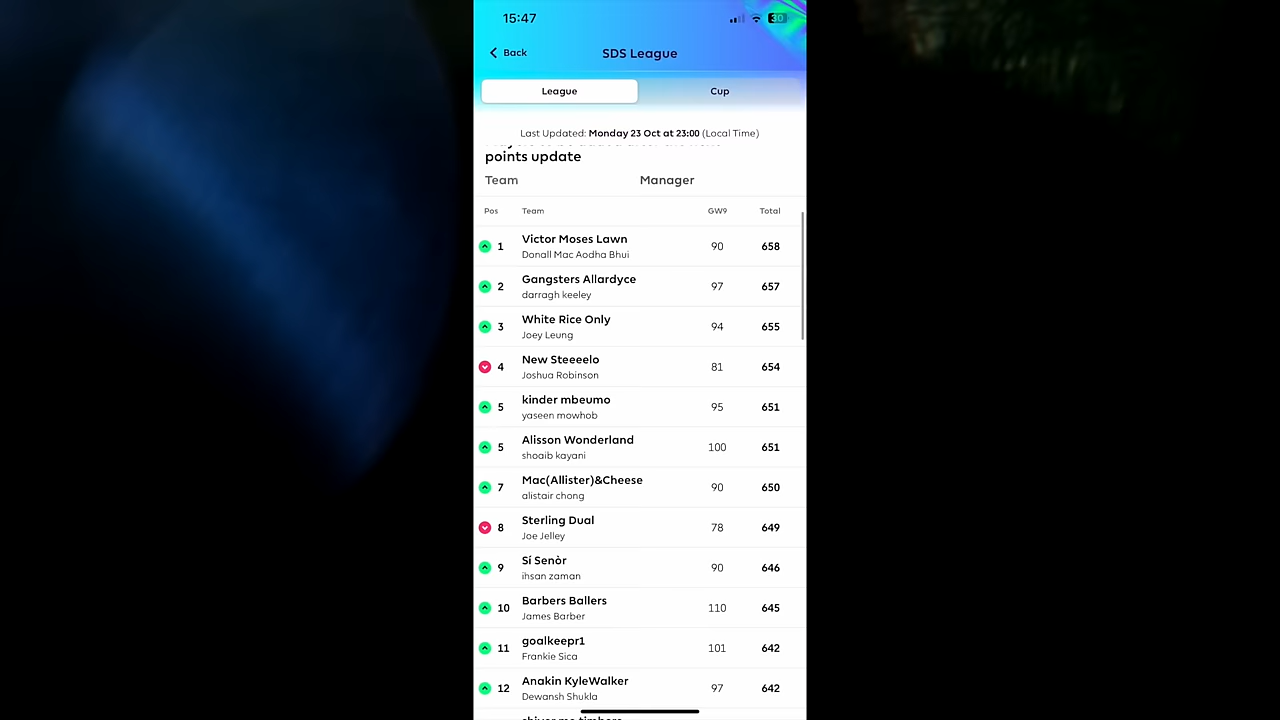 15:47
30
Back
SDS League
League
Cup
Last Updated: Monday 23 Oct at 23:00 (Local Time)
points update
Team Manager
Pos Team GW9 Total
1 Victor Moses Lawn 90 658
Donall Mac Aodha Bhui
2 Gangsters Allardyce 97 657
darragh keeley
3 White Rice Only 94 655
Joey Leung
4 New Steeeelo 81 654
Joshua Robinson
5 kinder mbeumo 95 651
yaseen mowhob
5 Alisson Wonderland 100 651
shoaib kayani
7 Mac(Allister)&Cheese 90 650
alistair chong
8 Sterling Dual 78 649
Joe Jelley
9 Sí Senòr 90 646
ihsan zaman
10 Barbers Ballers 110 645
James Barber
11 goalkeepr1 101 642
Frankie Sica
12 Anakin KyleWalker 97 642
Dewansh Shukla